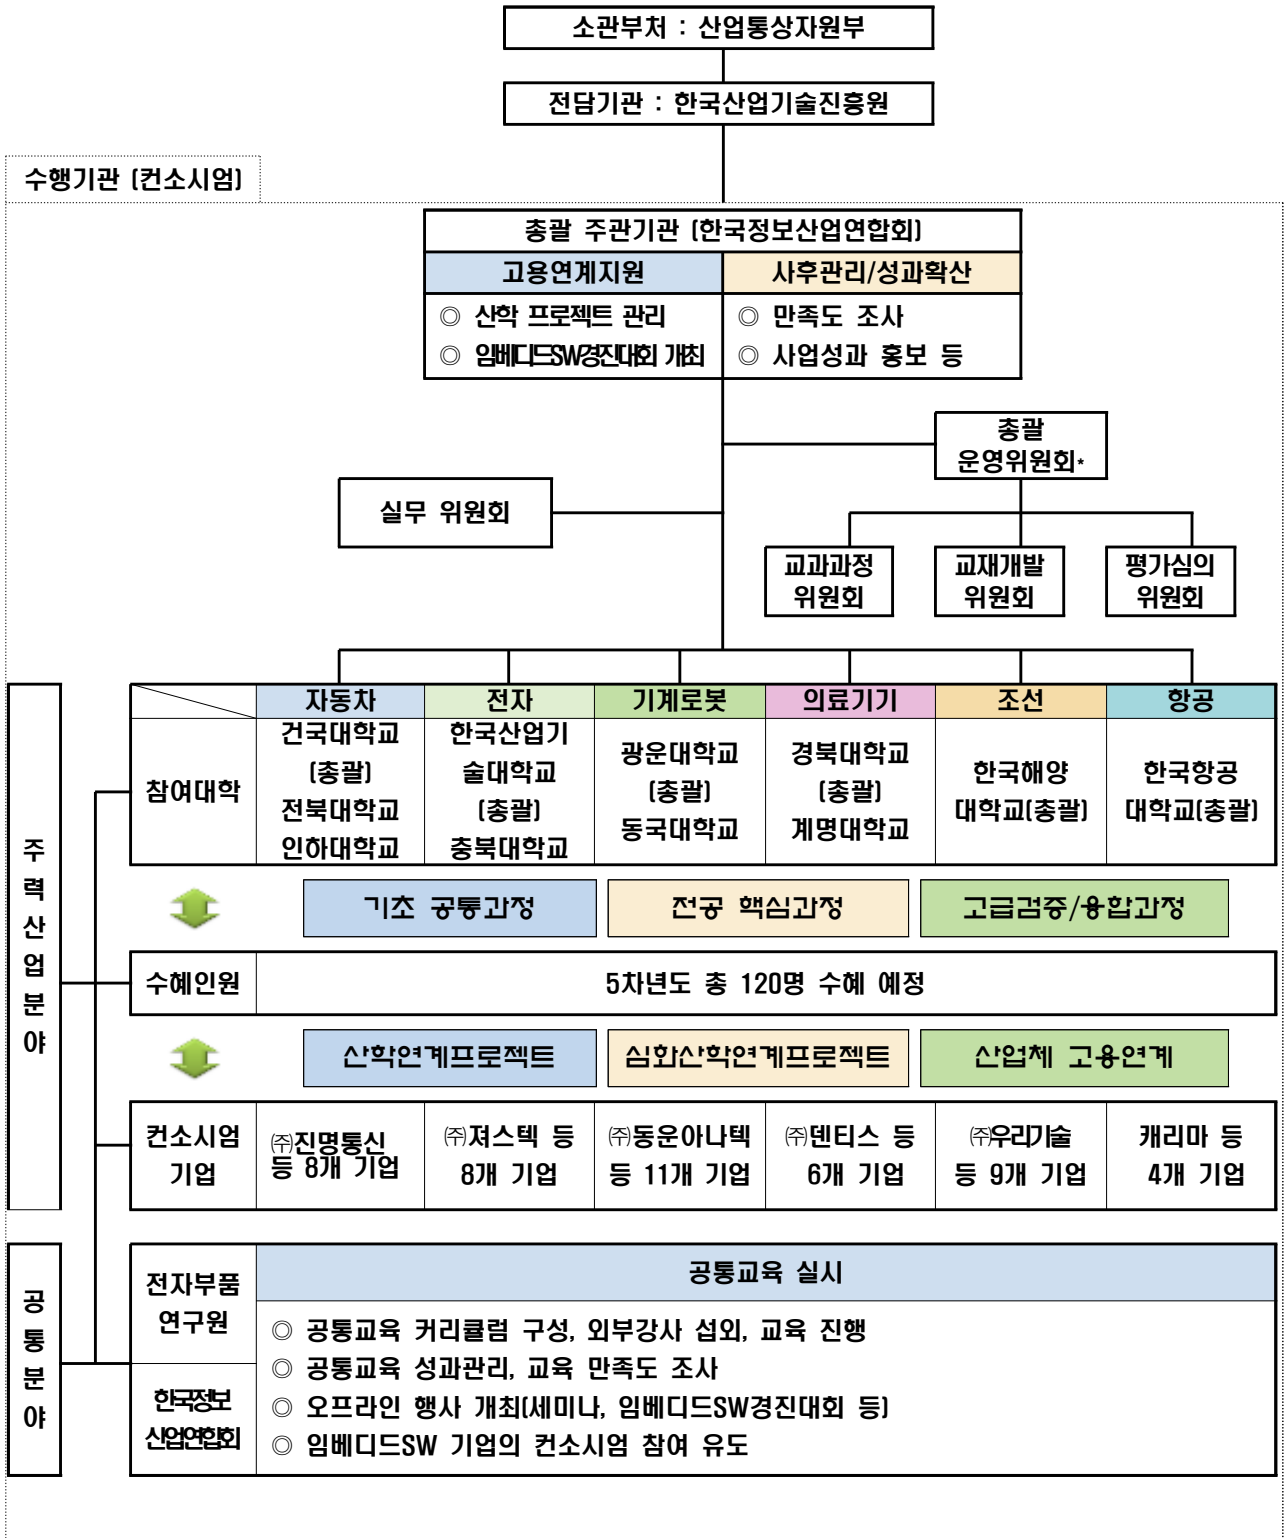 소관부처 : 산업통상자원부
전담기관 : 한국산업기술진흥원
수행기관 (컨소시엄)
총괄 주관기관 (한국정보산업연합회)
고용연계지원
사후관리/성과확산
◎ 산학 프로젝트 관리
◎ 임베디드SW경진대회 개최
◎ 만족도 조사
◎ 사업성과 홍보 등
총괄
운영위원회*
실무 위원회
교과과정
위원회
교재개발
위원회
평가심의
위원회
주력산업분야
자동차
전자
기계로봇
의료기기
조선
항공
참여대학
건국대학교
(총괄)
전북대학교
인하대학교
한국산업기
술대학교
(총괄)
충북대학교
광운대학교
(총괄)
동국대학교
경북대학교
(총괄)
계명대학교
한국해양
대학교(총괄)
한국항공
대학교(총괄)
기초 공통과정
전공 핵심과정
고급검증/융합과정
수혜인원
5차년도 총 120명 수혜 예정
산학연계프로젝트
심화산학연계프로젝트
산업체 고용연계
컨소시엄
기업
㈜진명통신
등 8개 기업
㈜져스텍 등
8개 기업
㈜동운아나텍
등 11개 기업
㈜덴티스 등
6개 기업
㈜우리기술
등 9개 기업
캐리마 등
4개 기업
공통분야
전자부품
연구원
한국정보
산업연합회
공통교육 실시
◎ 공통교육 커리큘럼 구성, 외부강사 섭외, 교육 진행
◎ 공통교육 성과관리, 교육 만족도 조사
◎ 오프라인 행사 개최(세미나, 임베디드SW경진대회 등)
◎ 임베디드SW 기업의 컨소시엄 참여 유도